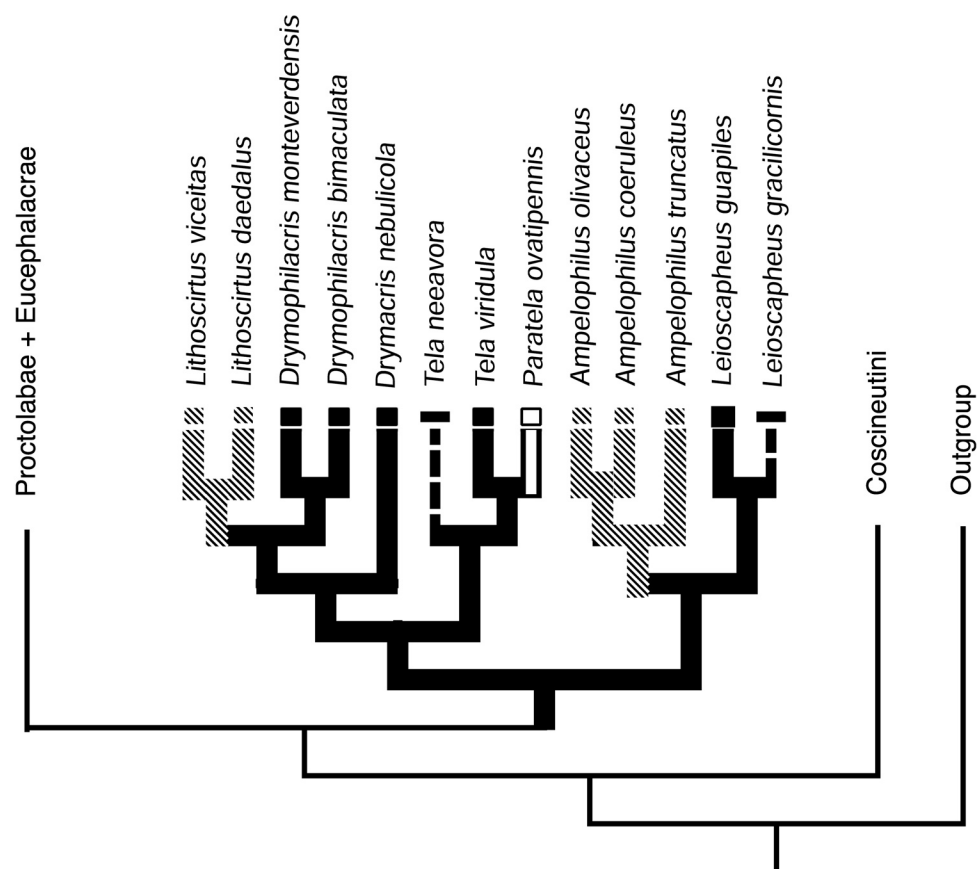 Proctolabae + Eucephalacrae
Lithoscirtus viceitas
Lithoscirtus daedalus
Drymophilacris monteverdensis
Drymophilacris bimaculata
Drymacris nebulicola
Tela neeavora
Tela viridula
Paratela ovatipennis
Ampelophilus olivaceus
Ampelophilus coeruleus
Ampelophilus truncatus
Leioscapheus guapiles
Leioscapheus gracilicornis
Coscineutini
Outgroup